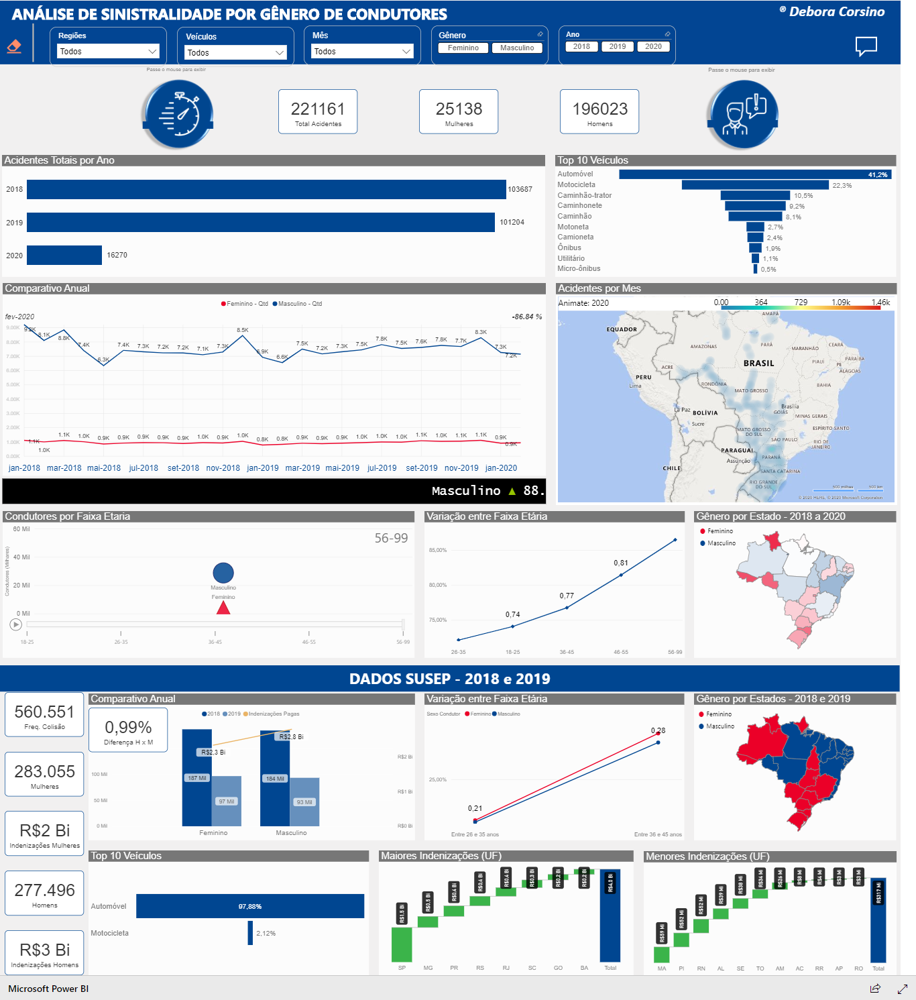 ANÁLISE DE SINISTRALIDADE POR GÊNERO DE CONDUTORES
® Debora Corsino
Regiões
Todos
Veículos
Todos
Mês
Todos
Gênero
Feminino Masculino
Ano
2018 2019 2020
Passe o mouse para exibir
Passe o mouse para exibir
221161
Total Acidentes
25138
Mulheres
196023
Homens
Acidentes Totais por Ano
2018 103687
2019 101204
2020 16270
Top 10 Veículos
Automóvel 41,2%
Motocicleta 22,3%
Caminhão-trator 10,5%
Caminhonete 9,2%
Caminhão 8,1%
Motoneta 2,7%
Camioneta 2,4%
Ônibus 1,9%
Utilitário 1,1%
Micro-ônibus 0,5%
Comparativo Anual
Feminino - Qtd Masculino - Qtd
fev-2020 -86.84 %
9.00K
8.00K
7.00K
6.00K
5.00K
4.00K
3.00K
2.00K
1.00K
0.00K
8.1K 8.8K 7.4K 6.3K 7.4K 7.3K 7.2K 7.2K 7.1K 7.3K 8.5K 6.9K 6.6K 7.5K 7.2K 7.3K 7.5K 7.8K 7.5K 7.6K 7.8K 7.7K 8.3K 7.3K 7.2K
1.1K 1.0K 1.1K 1.0K 0.9K 0.9K 0.9K 0.9K 0.9K 1.0K 0.9K 1.0K 0.8K 0.8K 0.9K 0.9K 0.9K 0.9K 1.0K 1.0K 1.1K 1.0K 1.1K 1.1K 0.9K 0.9K
jan-2018 mar-2018 mai-2018 jul-2018 set-2018 nov-2018 jan-2019 mar-2019 mai-2019 jul-2019 set-2019 nov-2019 jan-2020
Masculino ▲ 88.
Acidentes por Mes
Animate: 2020
0.00 364 729 1.09k 1.46k
AMAPÁ
EQUADOR
AMAZONAS
PARÁ
MARANHÃO
CEARÁ
BRASIL
PIAUÍ
PARAÍBA
PE
ALAGOAS
ACRE
PERU
Lima
RONDÔNIA
MATO GROSSO
BAHIA
La Paz
BOLÍVIA
Sucre
Brasília
GOIÁS
MINAS GERAIS
MATO GROSSO DO SUL
ESPÍRITO SANTO
SÃO PAULO
RIO DE JANEIRO
PARAGUAI
Assunção
PARANÁ
CHILE
SANTA CATARINA
RIO GRANDE DO SUL
500 milhas 500 km
© 2020 HERE, © 2020 Microsoft Corporation
Condutores por Faixa Etaria
Condutores (Milhares)
60 Mil
40 Mil
20 Mil
0 Mil
56-99
Masculino
Feminino
18-25 26-35 36-45 46-55 56-99
Variação entre Faixa Etária
85,00%
80,00%
75,00%
0,74
0,77
0,81
26-35 18-25 36-45 46-55 56-99
Gênero por Estado - 2018 a 2020
Feminino
Masculino
DADOS SUSEP - 2018 e 2019
560.551
Freq. Colisão
283.055
Mulheres
R$2 Bi
Indenizações Mulheres
277.496
Homens
R$3 Bi
Indenizações Homens
Comparativo Anual
0,99%
Diferença H x M
2018 2019 Indenizações Pagas
R$2,3 Bi
R$2,8 Bi
187 Mil
97 Mil
184 Mil
93 Mil
100 Mil
50 Mil
0 Mil
R$2 Bi
R$1 Bi
R$0 Bi
Feminino Masculino
Variação entre Faixa Etária
Sexo Condutor Feminino Masculino
0,28
25,00%
0,21
Entre 26 e 35 anos Entre 36 e 45 anos
Gênero por Estados - 2018 e 2019
Feminino
Masculino
Top 10 Veículos
Automóvel 97,88%
Motocicleta 2,12%
Maiores Indenizações (UF)
R$1,5 Bi R$0,5 Bi R$0,4 Bi R$0,4 Bi R$0,4 Bi R$0,3 Bi R$0,2 Bi R$0,2 Bi R$4,0 Bi
SP MG PR RS RJ SC GO BA Total
Menores Indenizações (UF)
R$59 Mi R$52 Mi R$52 Mi R$39 Mi R$38 Mi R$34 Mi R$26 Mi R$8 Mi R$4 Mi R$3 Mi R$3 Mi R$317 Mi
MA PI RN AL SE TO AM AC RR AP RO Total
Microsoft Power BI